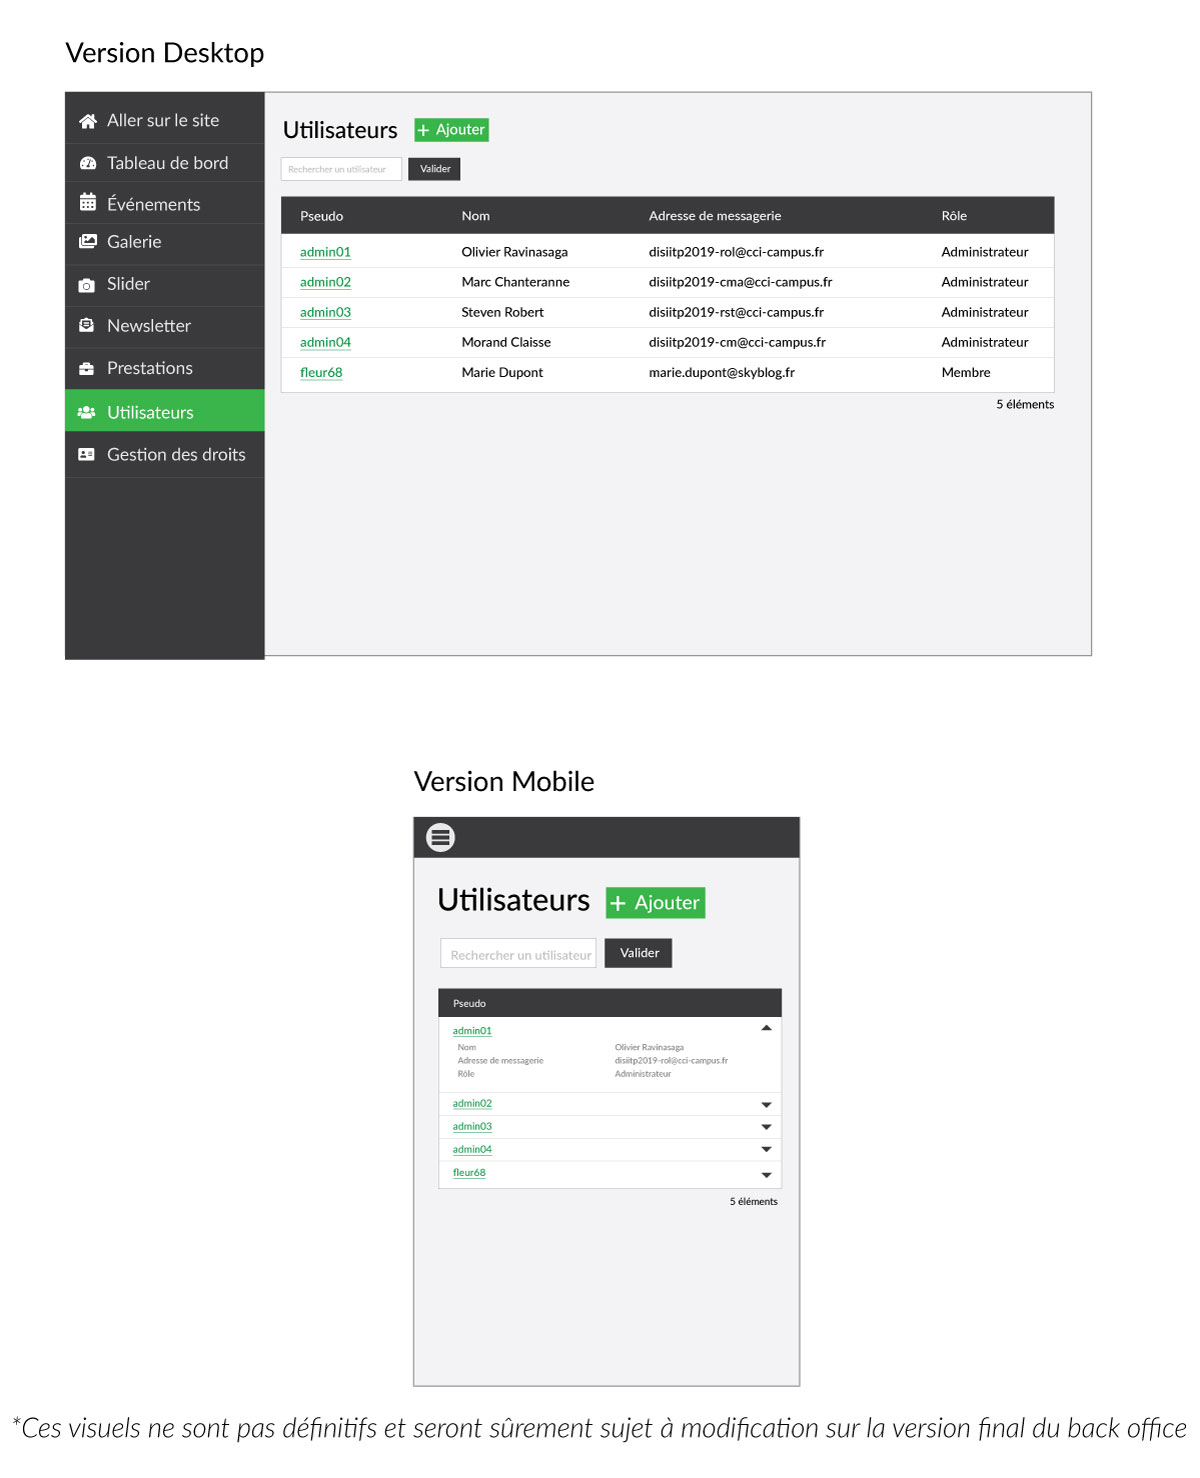 Version Desktop
Aller sur le site
Tableau de bord
Événements
Galerie
Slider
Newsletter
Prestations
Utilisateurs
Gestion des droits
Utilisateurs + Ajouter
Rechercher un utilisateur Valider
Pseudo Nom Adresse de messagerie Rôle
admin01 Olivier Ravinasaga disiitp2019-rol@cci-campus.fr Administrateur
admin02 Marc Chanteranne disiitp2019-cma@cci-campus.fr Administrateur
admin03 Steven Robert disiitp2019-rst@cci-campus.fr Administrateur
admin04 Morand Claisse disiitp2019-cm@cci-campus.fr Administrateur
fleur68 Marie Dupont marie.dupont@skyblog.fr Membre
5 éléments
Version Mobile
Utilisateurs + Ajouter
Rechercher un utilisateur Valider
Pseudo
admin01
Nom Olivier Ravinasaga
Adresse de messagerie disiitp2019-rol@cci-campus.fr
Rôle Administrateur
admin02
admin03
admin04
fleur68
5 éléments
*Ces visuels ne sont pas définitifs et seront sûrement sujet à modification sur la version final du back office